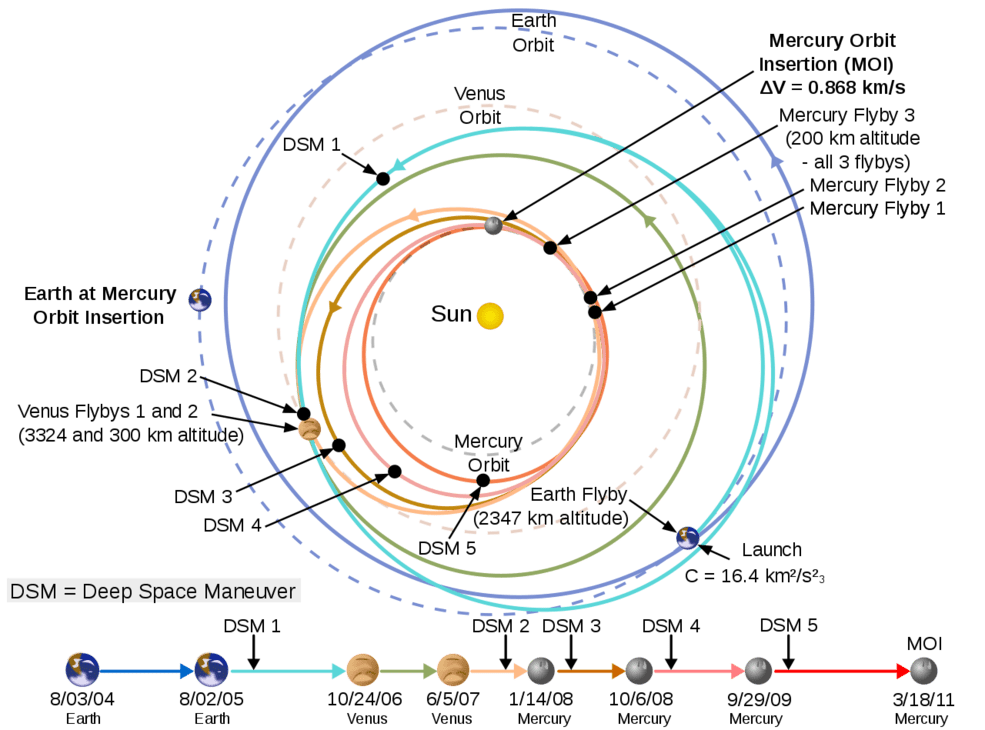 Earth
Orbit
Mercury Orbit
Insertion (MOI)
ΔV = 0.868 km/s
Venus
Orbit
Mercury Flyby 3
(200 km altitude
- all 3 flybys)
DSM 1
Mercury Flyby 2
Mercury Flyby 1
Earth at Mercury
Orbit Insertion
Sun
DSM 2
Venus Flybys 1 and 2
(3324 and 300 km altitude)
Mercury
Orbit
DSM 3
Earth Flyby
(2347 km altitude)
DSM 4
DSM 5
Launch
C = 16.4 km²/s²₃
DSM = Deep Space Maneuver
DSM 1
DSM 2
DSM 3
DSM 4
DSM 5
MOI
8/03/04
Earth
8/02/05
Earth
10/24/06
Venus
6/5/07
Venus
1/14/08
Mercury
10/6/08
Mercury
9/29/09
Mercury
3/18/11
Mercury